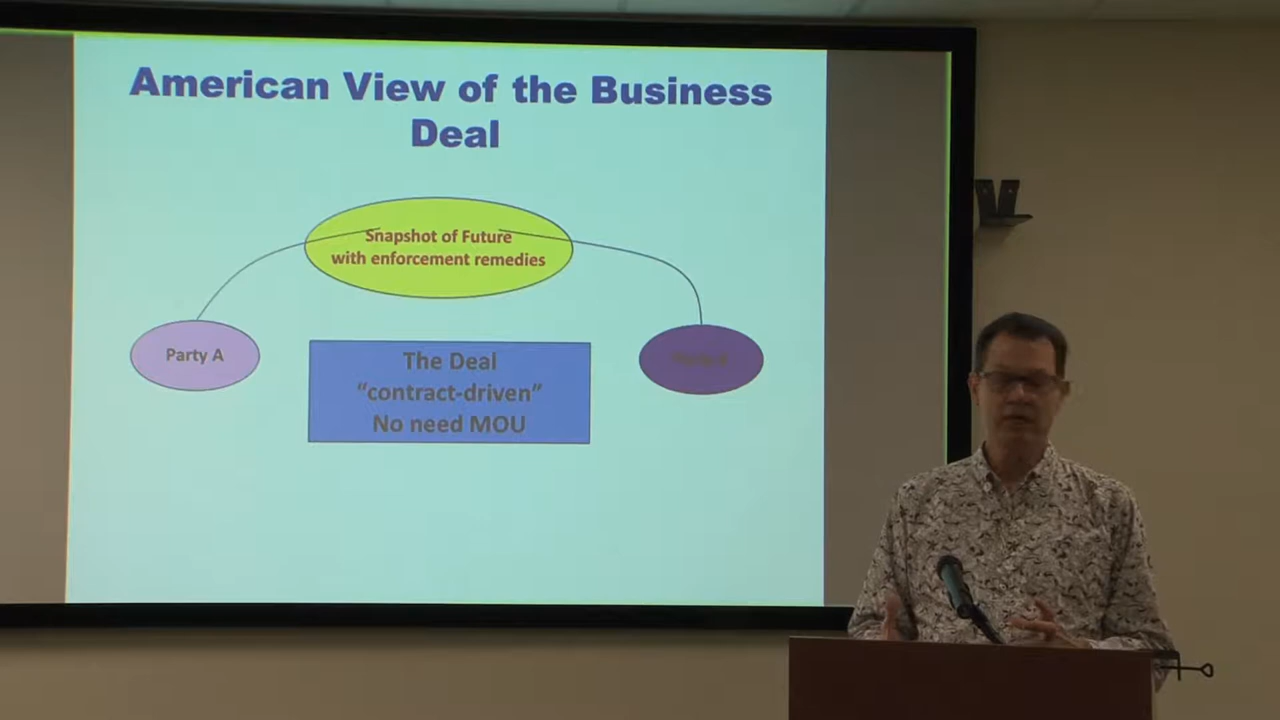 American View of the Business
Deal
Snapshot of Future
with enforcement remedies
Party A
The Deal
“contract-driven”
No need MOU